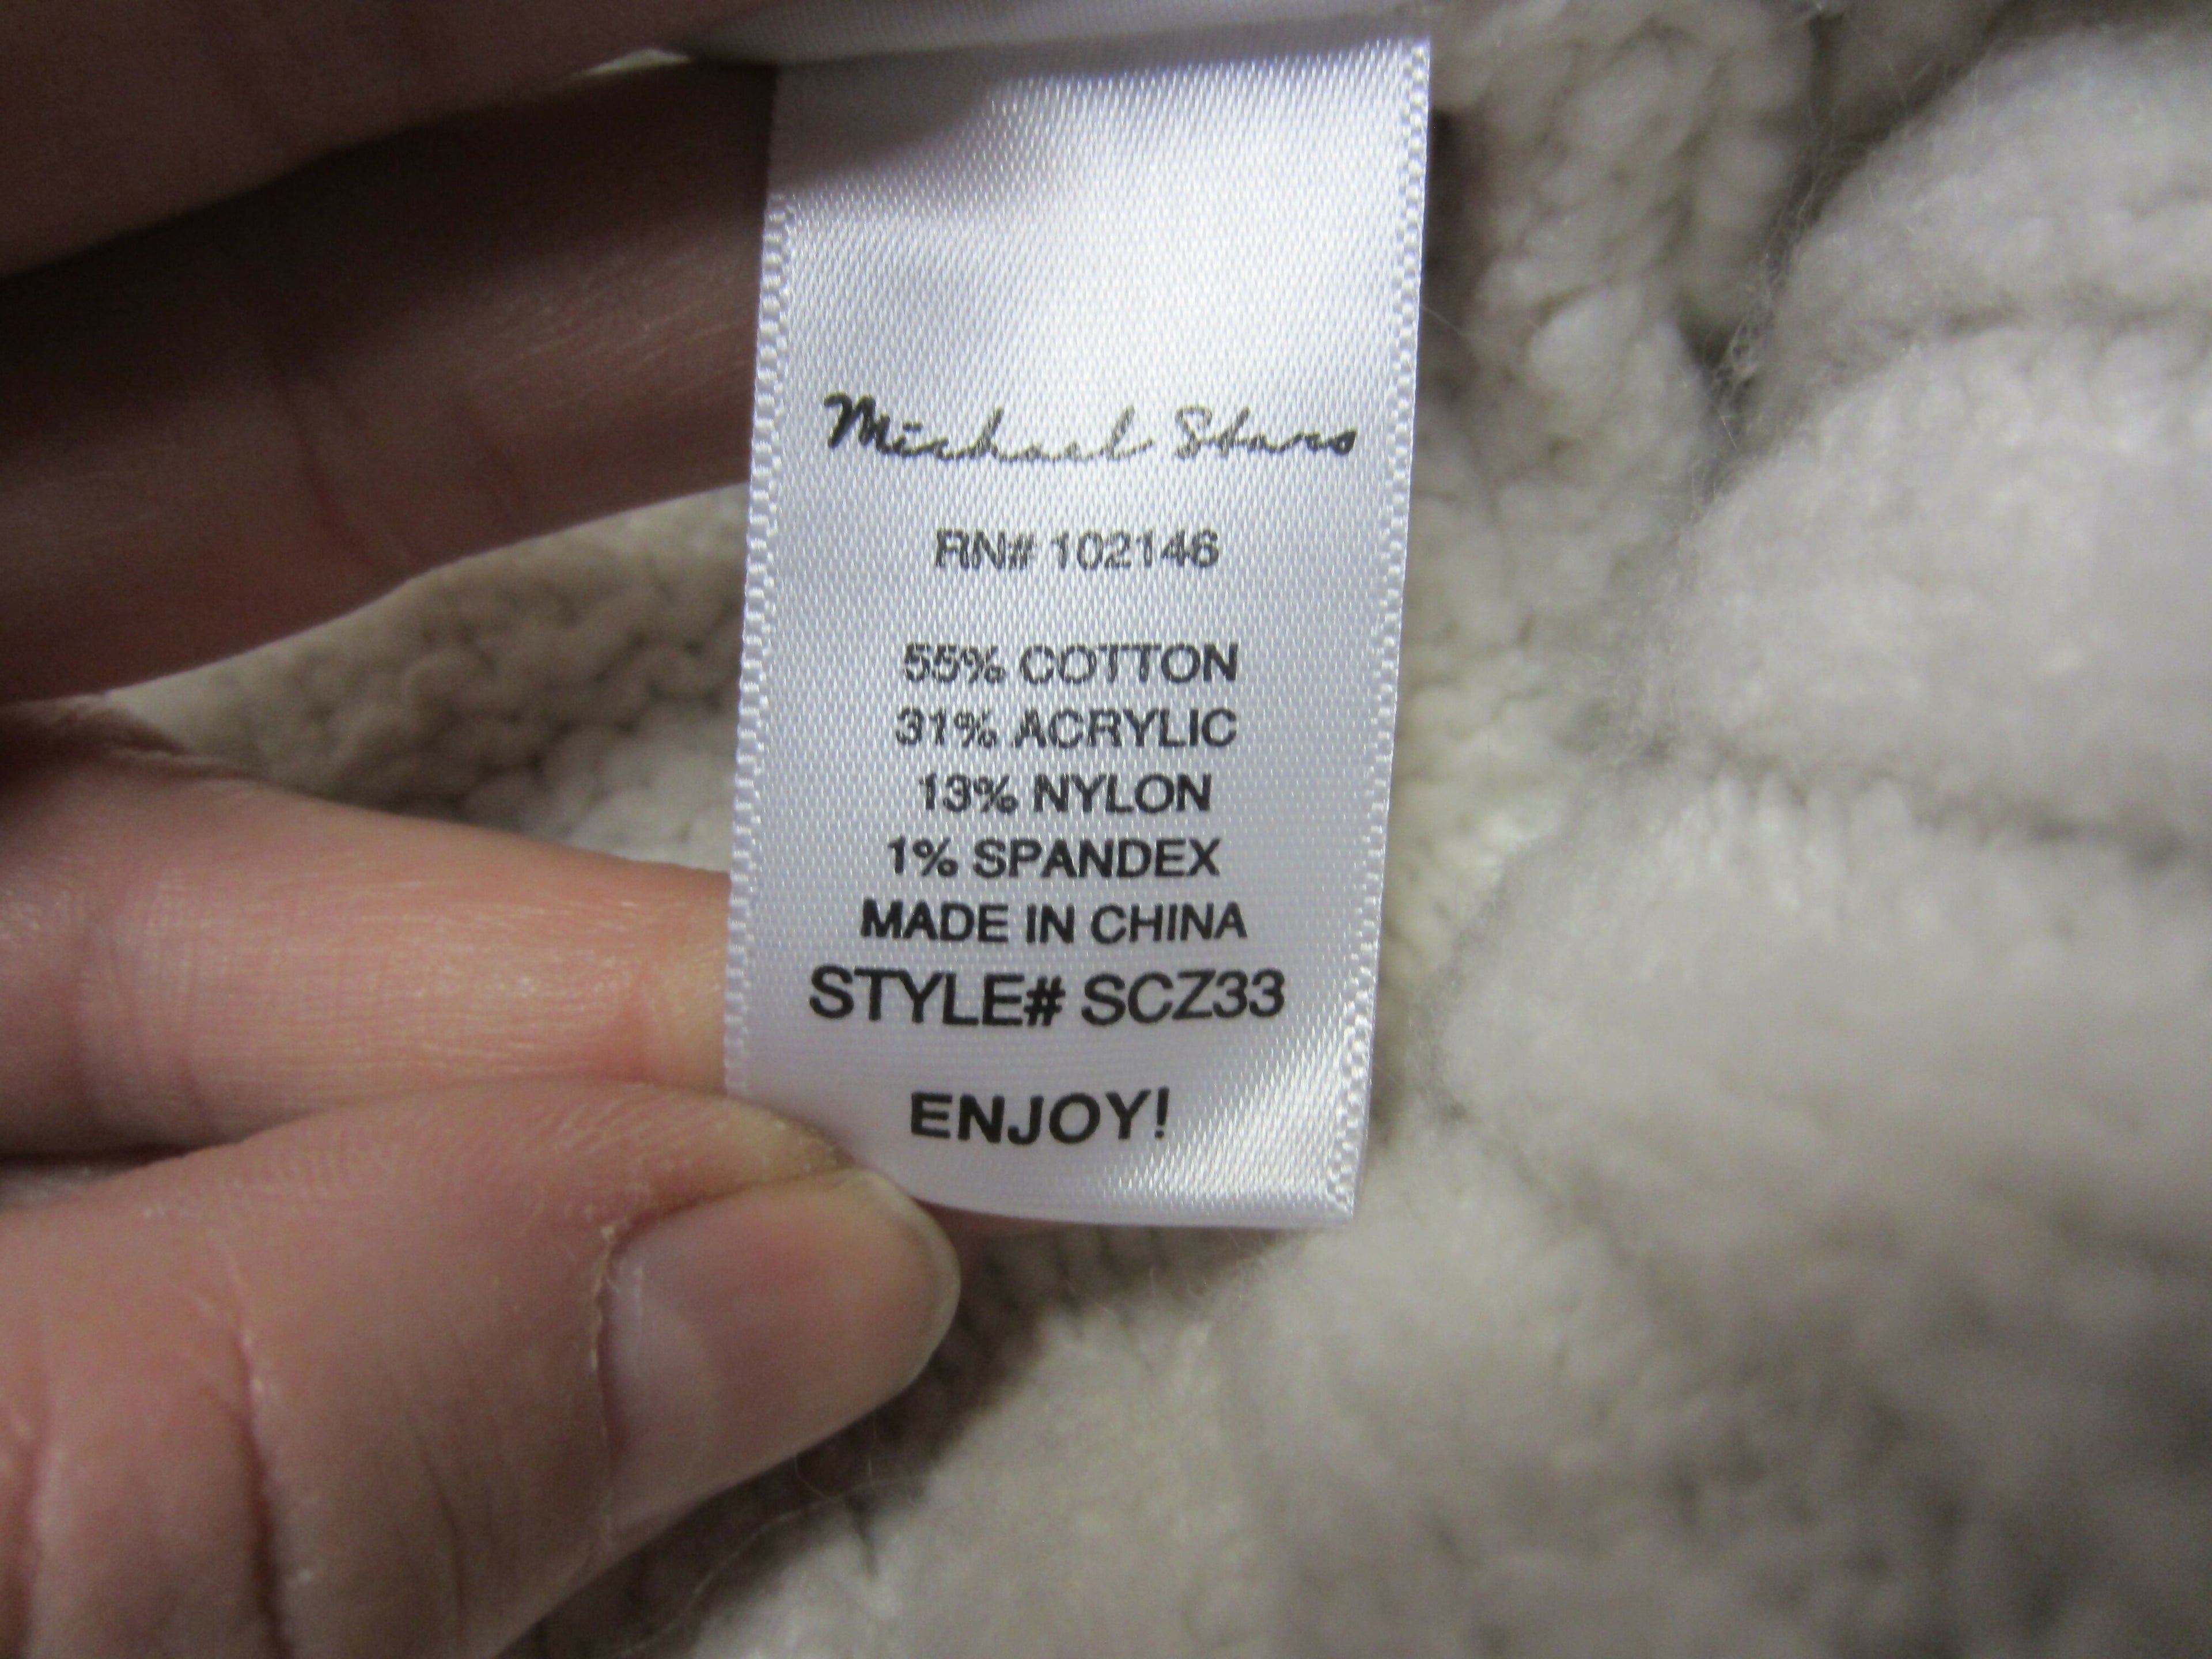 Michael Stars
RN# 102146
55% COTTON
31% ACRYLIC
13% NYLON
1% SPANDEX
MADE IN CHINA
STYLE# SCZ33
ENJOY!